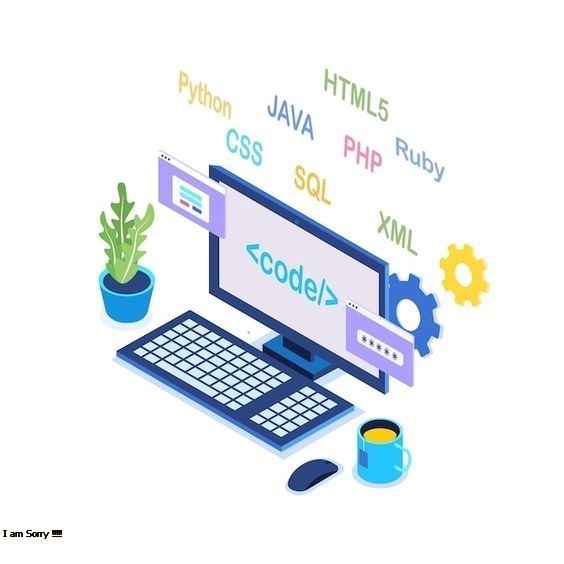 HTML5
Python
JAVA
CSS
PHP
Ruby
SQL
XML
<code/>
*****
I am Sorry !!!!!